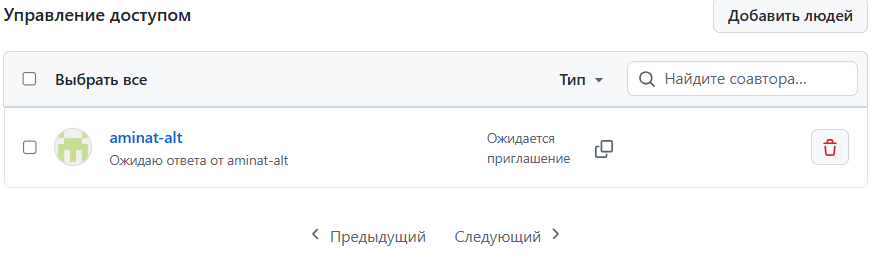 Управление доступом
Добавить людей
Выбрать все
Тип
Найдите соавтора...
aminat-alt
Ожидаю ответа от aminat-alt
Ожидается
приглашение
Предыдущий
Следующий